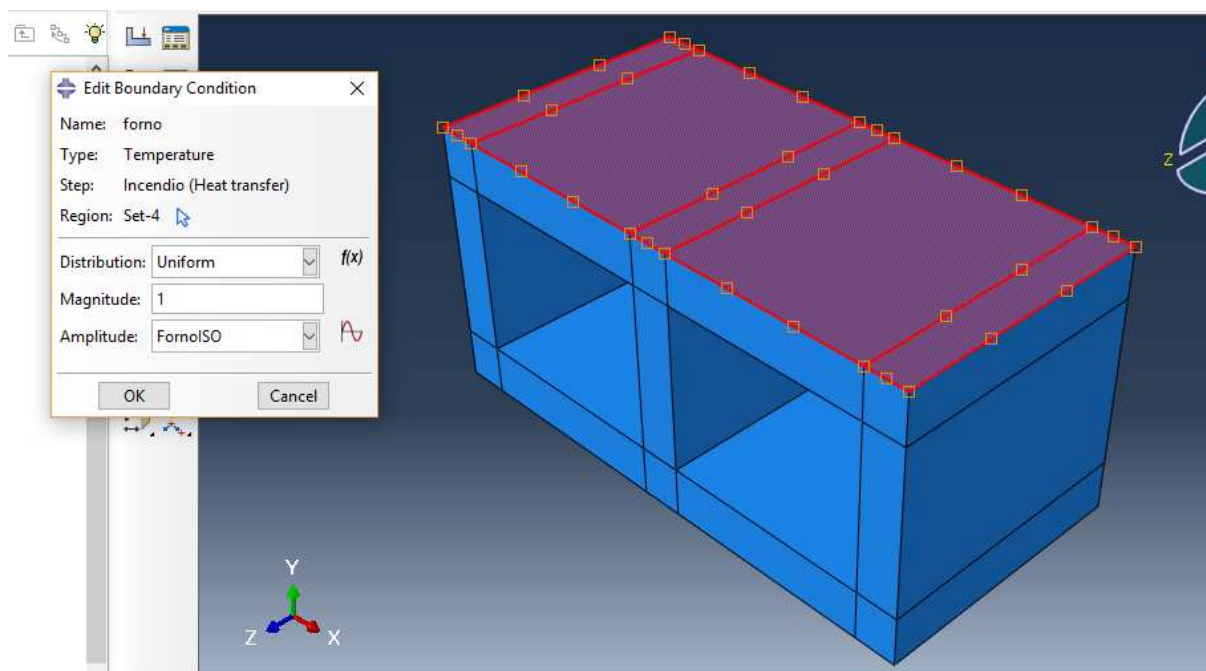 Edit Boundary Condition
Name: forno
Type: Temperature
Step: Incendio (Heat transfer)
Region: Set-4
Distribution: Uniform f(x)
Magnitude: 1
Amplitude: FornoISO
OK Cancel
Z
Y
Z X